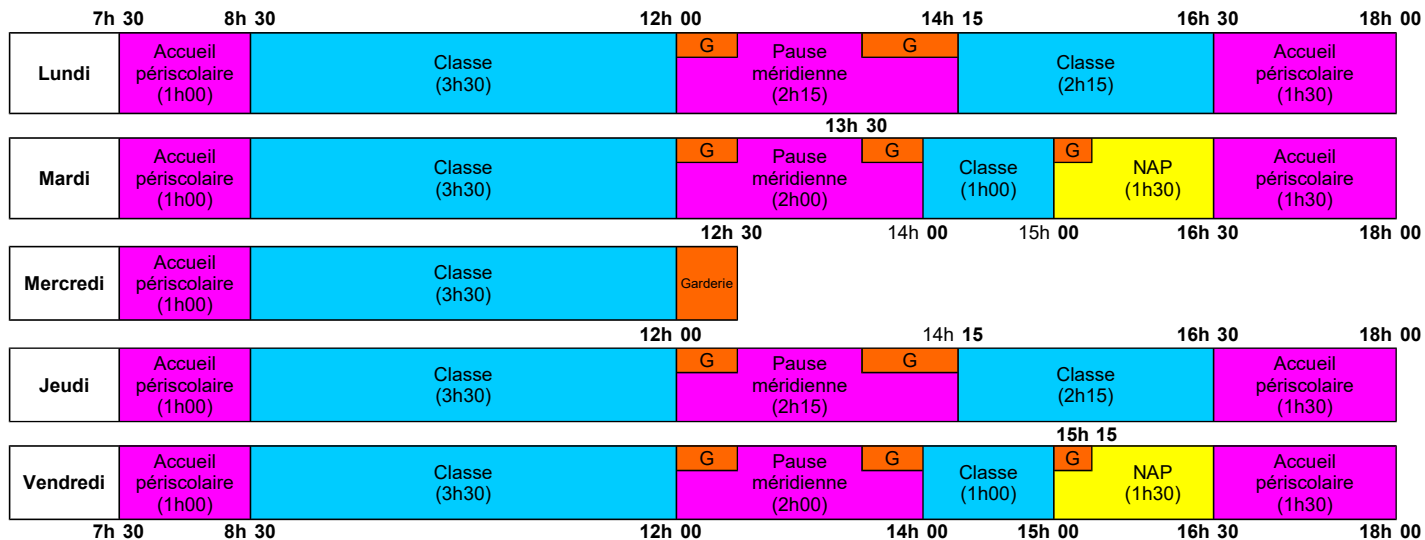 7h 30 8h 30 12h 00 14h 15 16h 30 18h 00
Lundi
Accueil
périscolaire
(1h00)
Classe
(3h30)
G
Pause
méridienne
(2h15)
G
Classe
(2h15)
Accueil
périscolaire
(1h30)
13h 30
Mardi
Accueil
périscolaire
(1h00)
Classe
(3h30)
G
Pause
méridienne
(2h00)
G
Classe
(1h00)
G
NAP
(1h30)
Accueil
périscolaire
(1h30)
12h 30 14h 00 15h 00 16h 30 18h 00
Mercredi
Accueil
périscolaire
(1h00)
Classe
(3h30)
Garderie
12h 00 14h 15 16h 30 18h 00
Jeudi
Accueil
périscolaire
(1h00)
Classe
(3h30)
G
Pause
méridienne
(2h15)
G
Classe
(2h15)
Accueil
périscolaire
(1h30)
15h 15
Vendredi
Accueil
périscolaire
(1h00)
Classe
(3h30)
G
Pause
méridienne
(2h00)
G
Classe
(1h00)
G
NAP
(1h30)
Accueil
périscolaire
(1h30)
7h 30 8h 30 12h 00 14h 00 15h 00 16h 30 18h 00